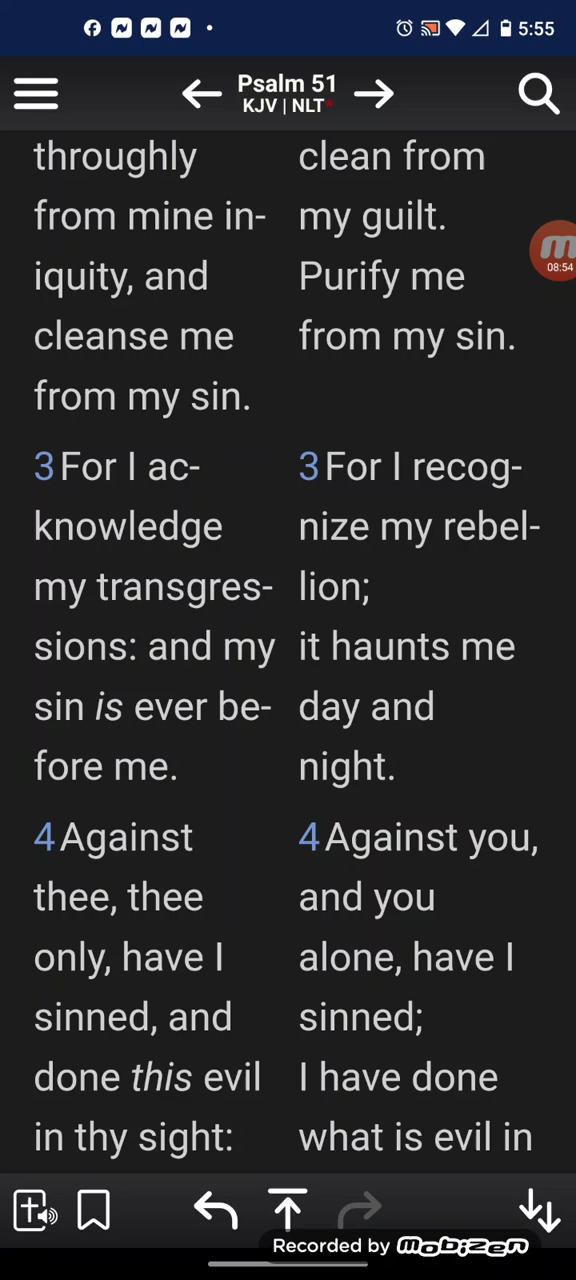 5:55
Psalm 51
KJV | NLT*
08:54
throughly
from mine in-
iquity, and
cleanse me
from my sin.
3 For I ac-
knowledge
my transgres-
sions: and my
sin is ever be-
fore me.
4 Against
thee, thee
only, have I
sinned, and
done this evil
in thy sight:
clean from
my guilt.
Purify me
from my sin.
3 For I recog-
nize my rebel-
lion;
it haunts me
day and
night.
4 Against you,
and you
alone, have I
sinned;
I have done
what is evil in
Recorded by mobizen